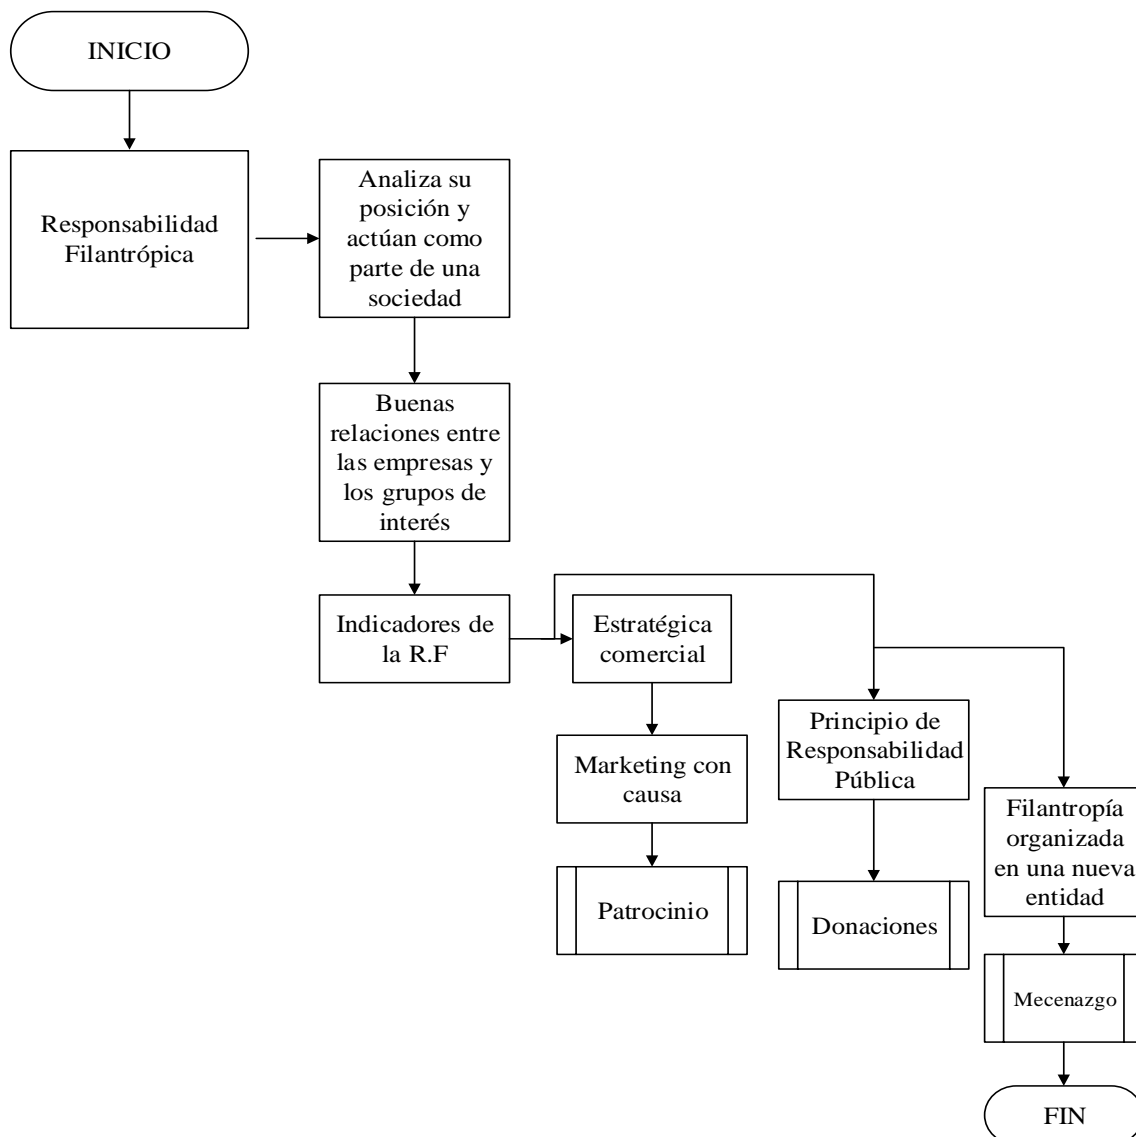 INICIO
Responsabilidad
Filantrópica
Analiza su
posición y
actúan como
parte de una
sociedad
Buenas
relaciones entre
las empresas y
los grupos de
interés
Indicadores de
la R.F
Estratégica
comercial
Marketing con
causa
Patrocinio
Principio de
Responsabilidad
Pública
Donaciones
Filantropía
organizada
en una nueva
entidad
Mecenazgo
FIN